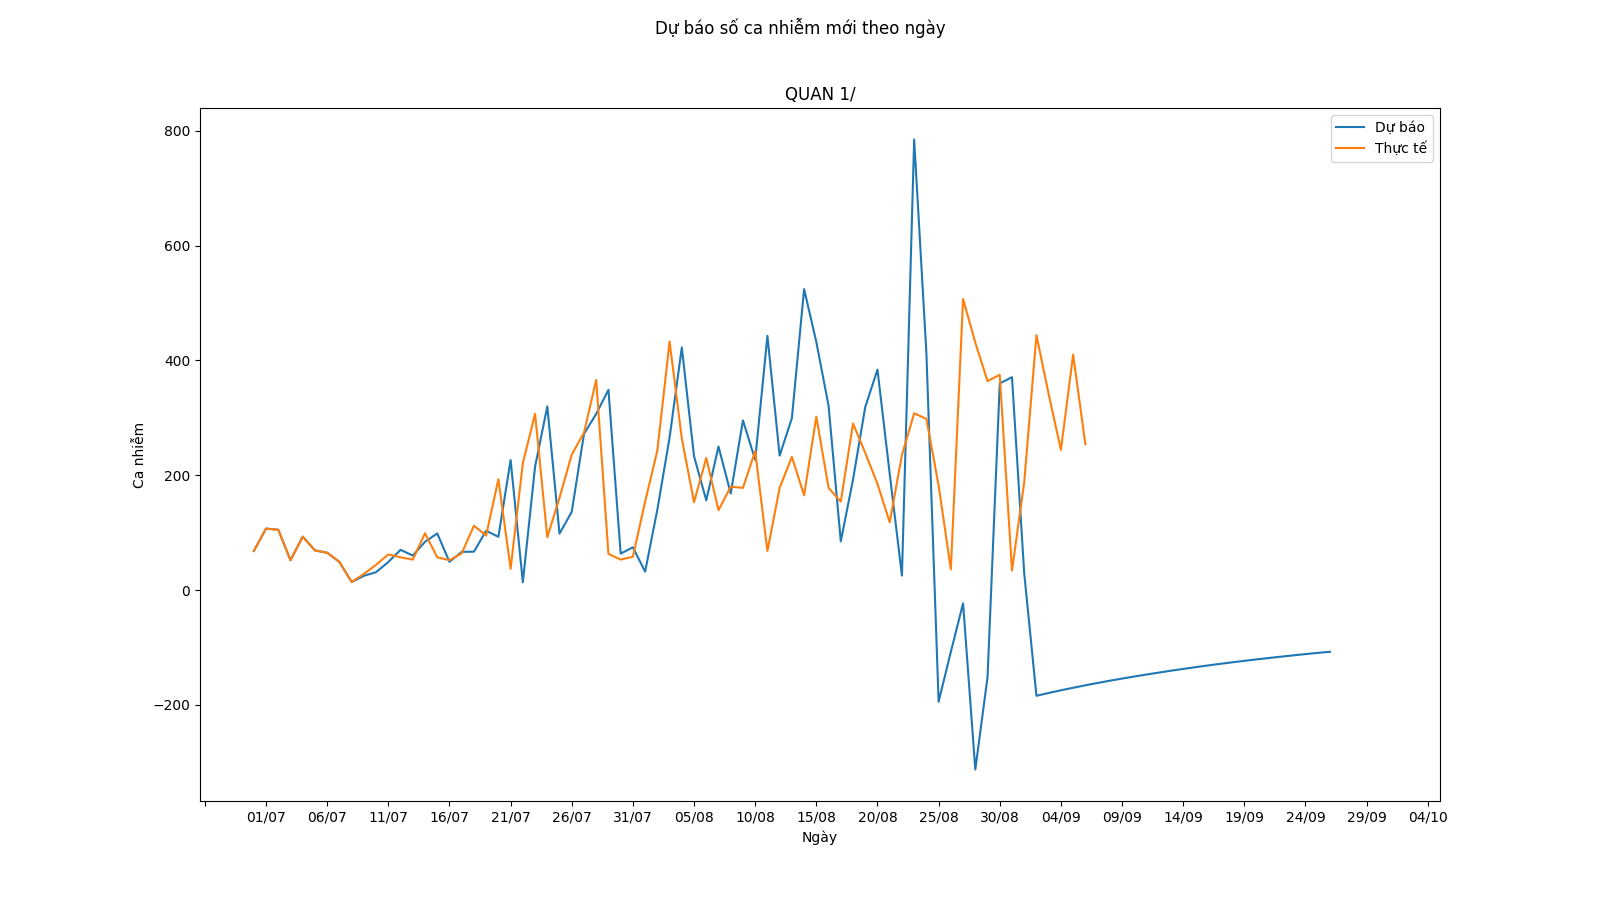 Dự báo số ca nhiễm mới theo ngày
QUAN 1/
Dự báo
Thực tế
800
600
400
200
0
−200
Ca nhiễm
01/07 06/07 11/07 16/07 21/07 26/07 31/07 05/08 10/08 15/08 20/08 25/08 30/08 04/09 09/09 14/09 19/09 24/09 29/09 04/10
Ngày